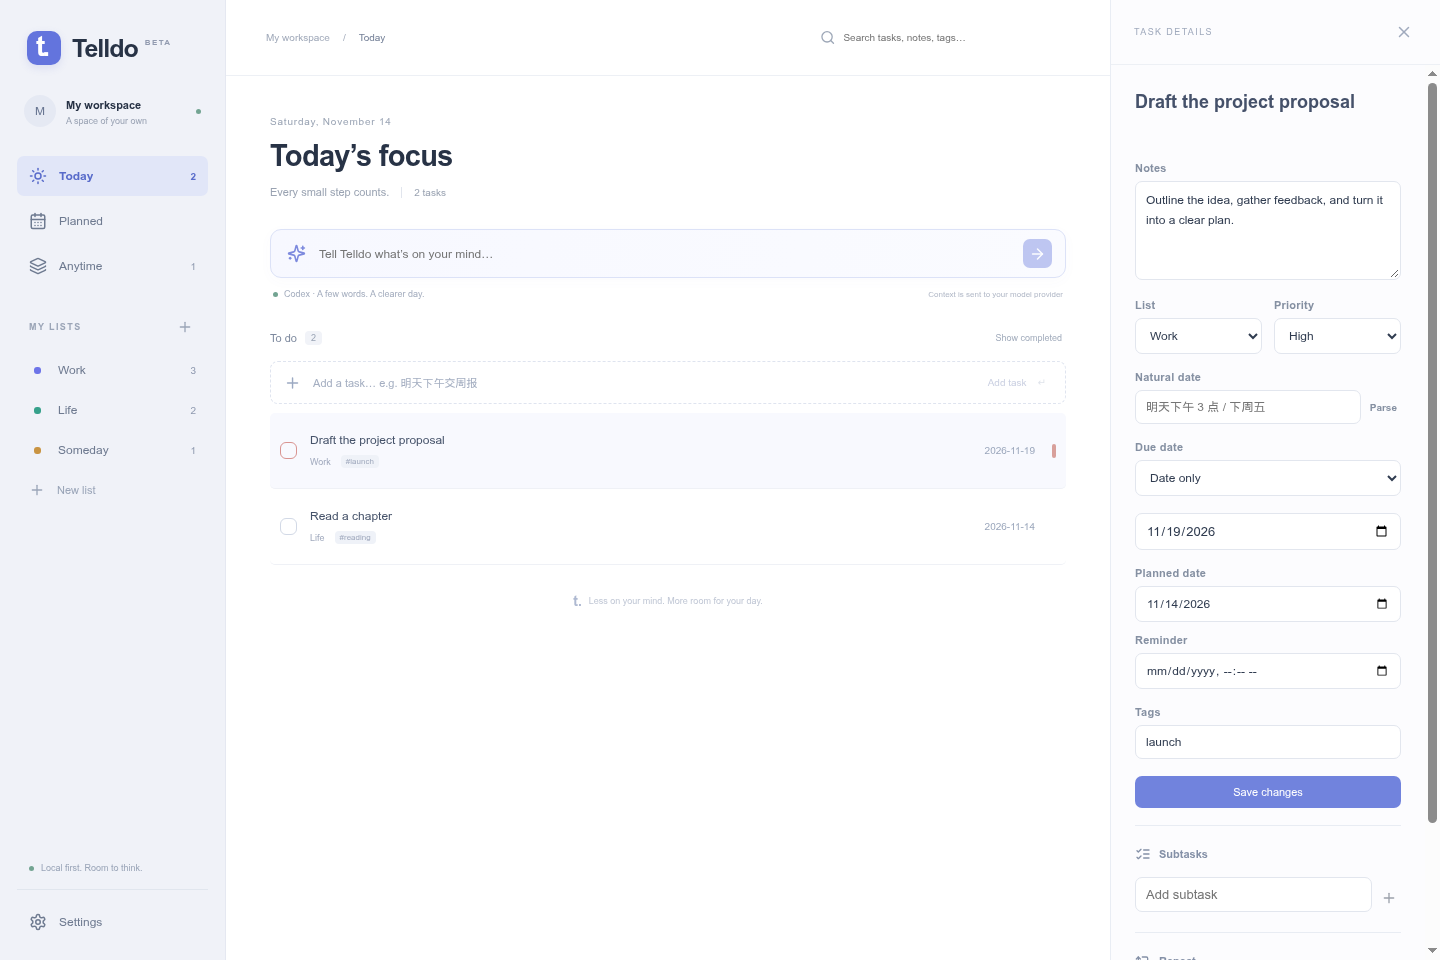 t Telldo BETA
M
My workspace
A space of your own
Today 2
Planned
Anytime 1
MY LISTS
Work 3
Life 2
Someday 1
New list
Local first. Room to think.
Settings
My workspace / Today
Search tasks, notes, tags…
Saturday, November 14
Today’s focus
Every small step counts. 2 tasks
Tell Telldo what’s on your mind…
Codex · A few words. A clearer day.
Context is sent to your model provider
To do 2
Show completed
Add a task… e.g. 明天下午交周报
Add task ↩
Draft the project proposal
Work #launch
2026-11-19
Read a chapter
Life #reading
2026-11-14
t. Less on your mind. More room for your day.
TASK DETAILS
Draft the project proposal
Notes
Outline the idea, gather feedback, and turn it
into a clear plan.
List Priority
Work High
Natural date
明天下午 3 点 / 下周五 Parse
Due date
Date only
11/19/2026
Planned date
11/14/2026
Reminder
mm/dd/yyyy, --:-- --
Tags
launch
Save changes
Subtasks
Add subtask